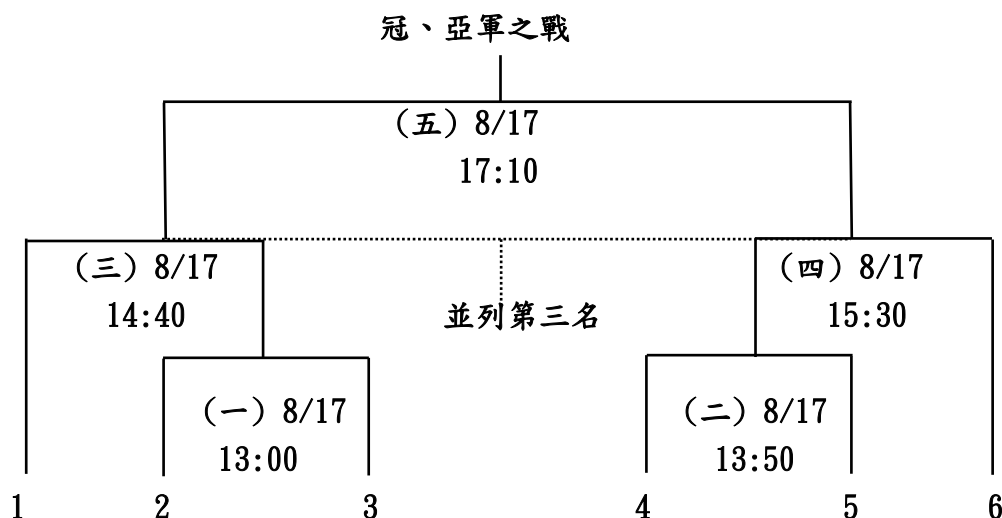 冠、亞軍之戰
（五）8/17
17:10
（三）8/17
14:40
並列第三名
（四）8/17
15:30
（一）8/17
13:00
（二）8/17
13:50
1 2 3 4 5 6